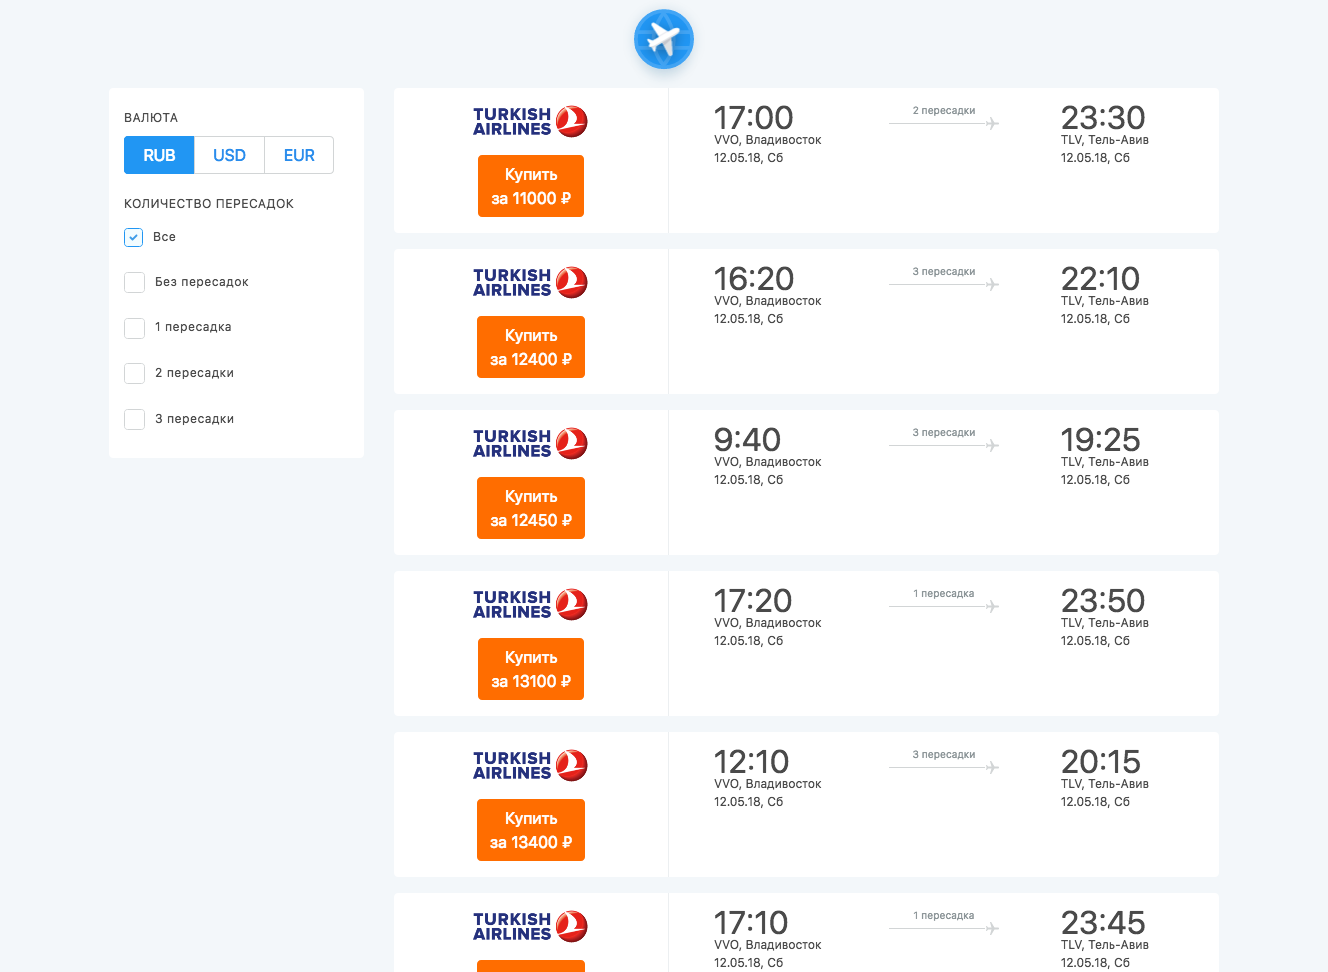 ВАЛЮТА
RUB USD EUR
КОЛИЧЕСТВО ПЕРЕСАДОК
Все
Без пересадок
1 пересадка
2 пересадки
3 пересадки
TURKISH
AIRLINES
Купить
за 11000 ₽
17:00
VVO, Владивосток
12.05.18, Сб
2 пересадки
23:30
TLV, Тель-Авив
12.05.18, Сб
TURKISH
AIRLINES
Купить
за 12400 ₽
16:20
VVO, Владивосток
12.05.18, Сб
3 пересадки
22:10
TLV, Тель-Авив
12.05.18, Сб
TURKISH
AIRLINES
Купить
за 12450 ₽
9:40
VVO, Владивосток
12.05.18, Сб
3 пересадки
19:25
TLV, Тель-Авив
12.05.18, Сб
TURKISH
AIRLINES
Купить
за 13100 ₽
17:20
VVO, Владивосток
12.05.18, Сб
1 пересадка
23:50
TLV, Тель-Авив
12.05.18, Сб
TURKISH
AIRLINES
Купить
за 13400 ₽
12:10
VVO, Владивосток
12.05.18, Сб
3 пересадки
20:15
TLV, Тель-Авив
12.05.18, Сб
TURKISH
AIRLINES
17:10
VVO, Владивосток
12.05.18, Сб
1 пересадка
23:45
TLV, Тель-Авив
12.05.18, Сб